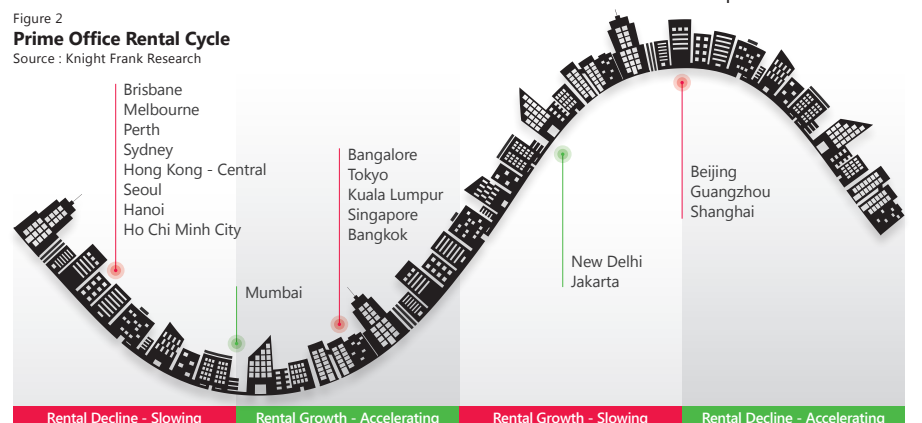 Figure 2
Prime Office Rental Cycle
Source : Knight Frank Research
Brisbane
Melbourne
Perth
Sydney
Hong Kong - Central
Seoul
Hanoi
Ho Chi Minh City
Mumbai
Bangalore
Tokyo
Kuala Lumpur
Singapore
Bangkok
New Delhi
Jakarta
Beijing
Guangzhou
Shanghai
Rental Decline - Slowing
Rental Growth - Accelerating
Rental Growth - Slowing
Rental Decline - Accelerating